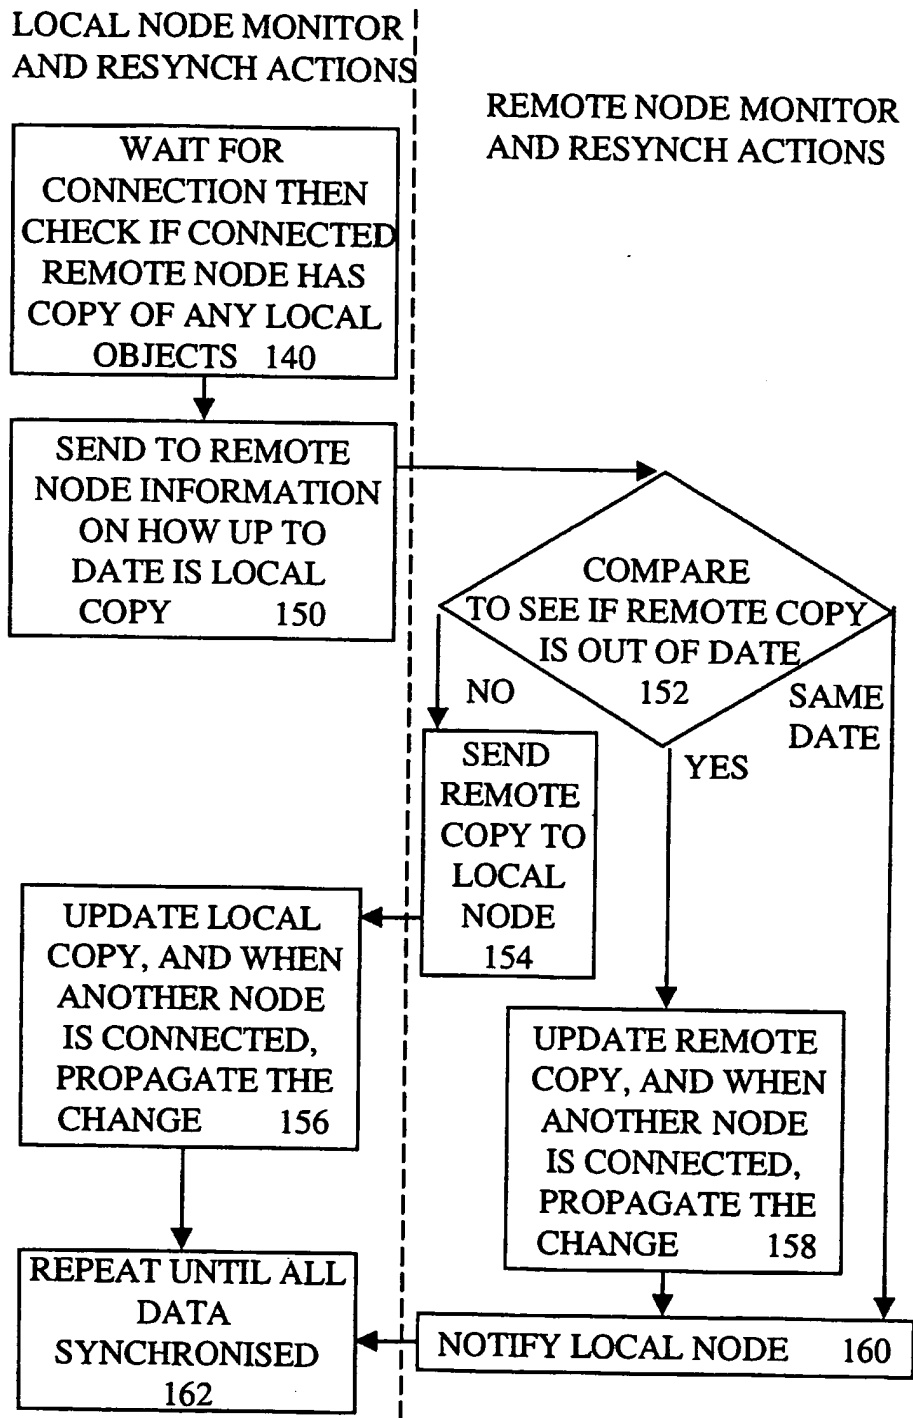 LOCAL NODE MONITOR
AND RESYNCH ACTIONS
REMOTE NODE MONITOR
AND RESYNCH ACTIONS
WAIT FOR
CONNECTION THEN
CHECK IF CONNECTED
REMOTE NODE HAS
COPY OF ANY LOCAL
OBJECTS 140
SEND TO REMOTE
NODE INFORMATION
ON HOW UP TO
DATE IS LOCAL
COPY 150
COMPARE
TO SEE IF REMOTE COPY
IS OUT OF DATE
152
NO
SAME
DATE
YES
SEND
REMOTE
COPY TO
LOCAL
NODE
154
UPDATE LOCAL
COPY, AND WHEN
ANOTHER NODE
IS CONNECTED,
PROPAGATE THE
CHANGE 156
UPDATE REMOTE
COPY, AND WHEN
ANOTHER NODE
IS CONNECTED,
PROPAGATE THE
CHANGE 158
REPEAT UNTIL ALL
DATA
SYNCHRONISED
162
NOTIFY LOCAL NODE 160